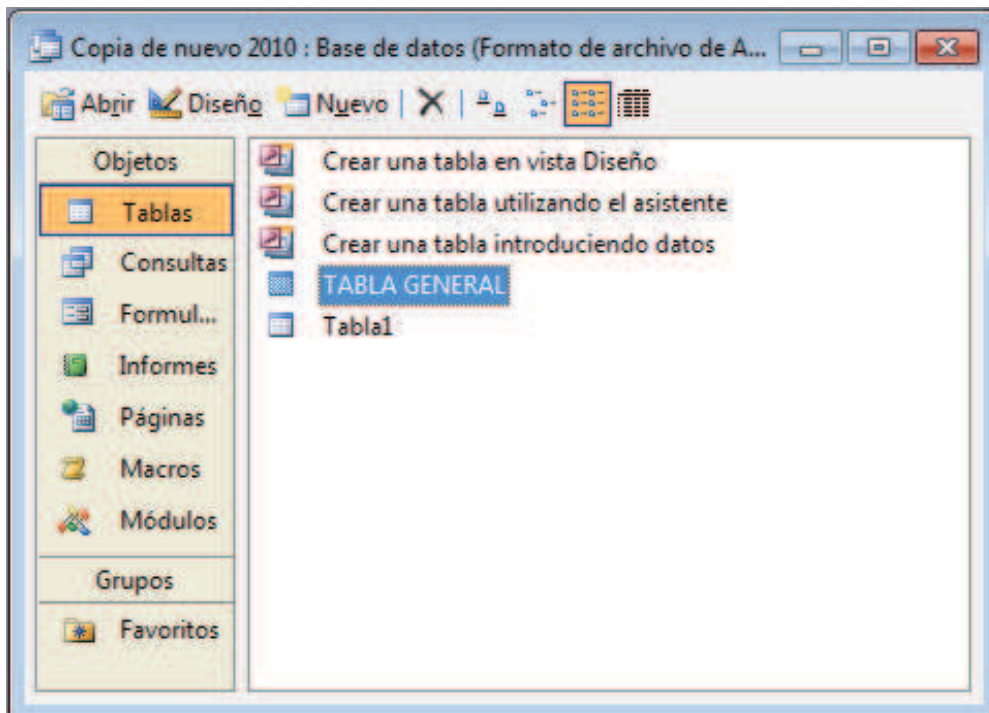 Copia de nuevo 2010 : Base de datos (Formato de archivo de A...
Abrir Diseño Nuevo
Objetos
Tablas
Consultas
Formul...
Informes
Páginas
Macros
Módulos
Grupos
Favoritos
Crear una tabla en vista Diseño
Crear una tabla utilizando el asistente
Crear una tabla introduciendo datos
TABLA GENERAL
Tabla1